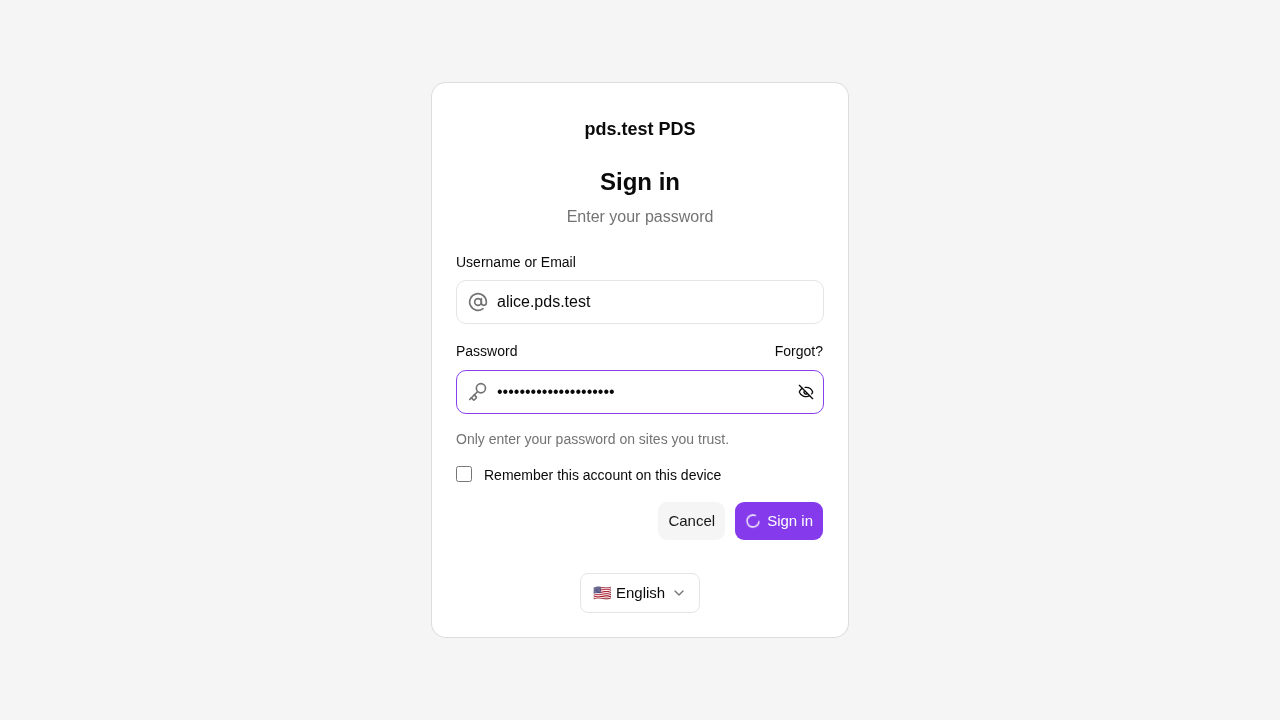 pds.test PDS
Sign in
Enter your password
Username or Email
alice.pds.test
Password Forgot?
•••••••••••••••••••••
Only enter your password on sites you trust.
Remember this account on this device
Cancel Sign in
🇺🇸 English